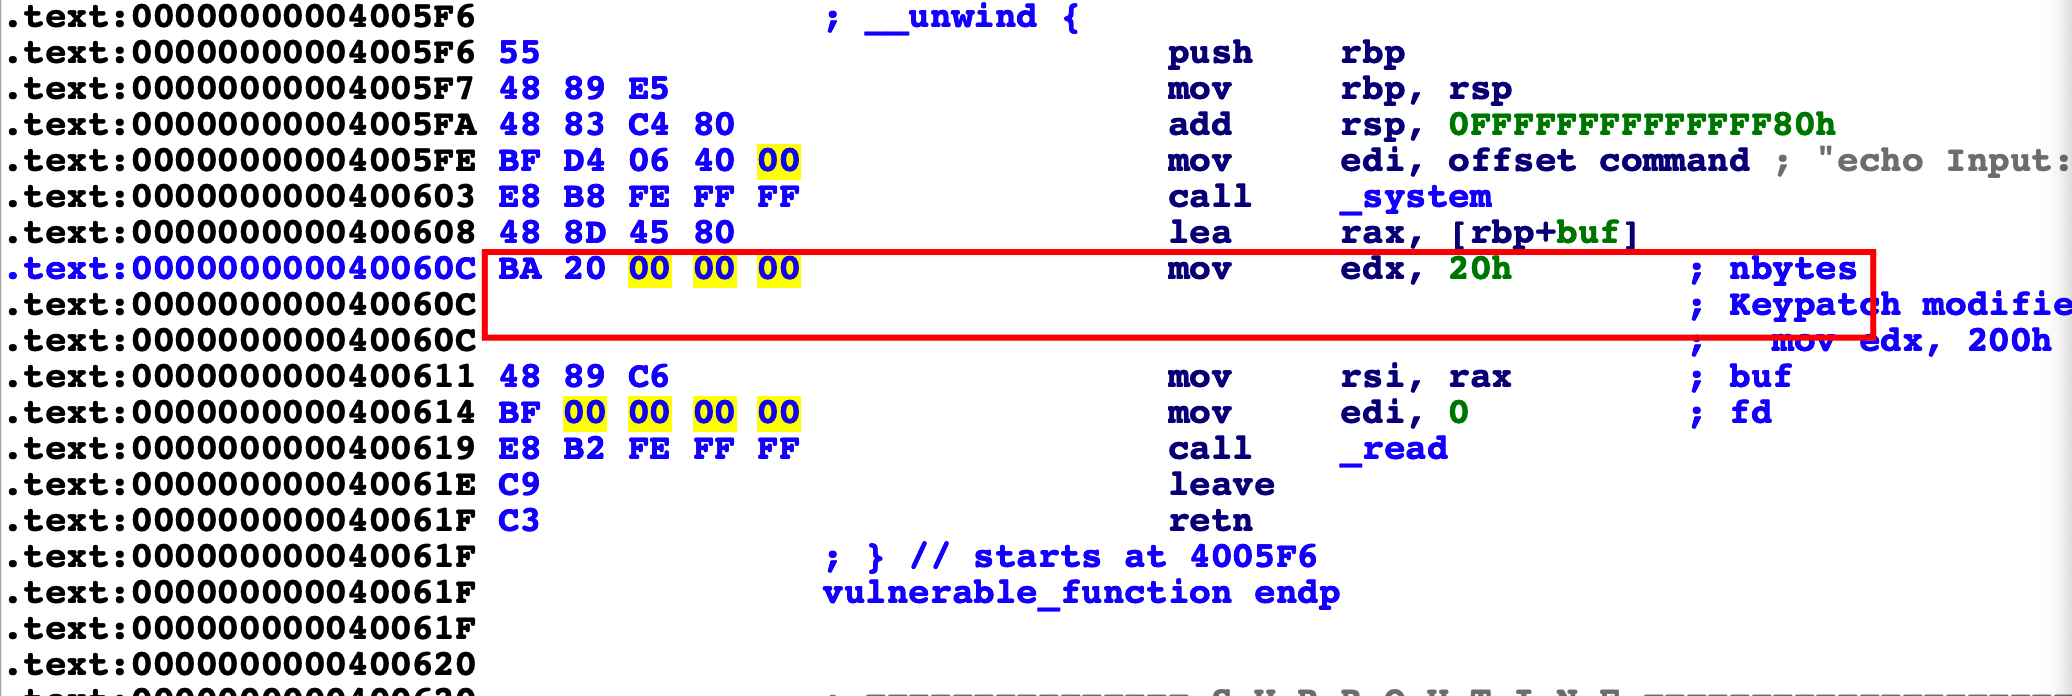 .text:00000000004005F6 ; __unwind {
.text:00000000004005F6 55 push rbp
.text:00000000004005F7 48 89 E5 mov rbp, rsp
.text:00000000004005FA 48 83 C4 80 add rsp, 0FFFFFFFFFFFFFF80h
.text:00000000004005FE BF D4 06 40 00 mov edi, offset command ; "echo Input:
.text:0000000000400603 E8 B8 FE FF FF call _system
.text:0000000000400608 48 8D 45 80 lea rax, [rbp+buf]
.text:000000000040060C BA 20 00 00 00 mov edx, 20h ; nbytes
.text:000000000040060C ; Keypatch modifie
.text:000000000040060C ; mov edx, 200h
.text:0000000000400611 48 89 C6 mov rsi, rax ; buf
.text:0000000000400614 BF 00 00 00 00 mov edi, 0 ; fd
.text:0000000000400619 E8 B2 FE FF FF call _read
.text:000000000040061E C9 leave
.text:000000000040061F C3 retn
.text:000000000040061F ; } // starts at 4005F6
.text:000000000040061F vulnerable_function endp
.text:000000000040061F
.text:0000000000400620